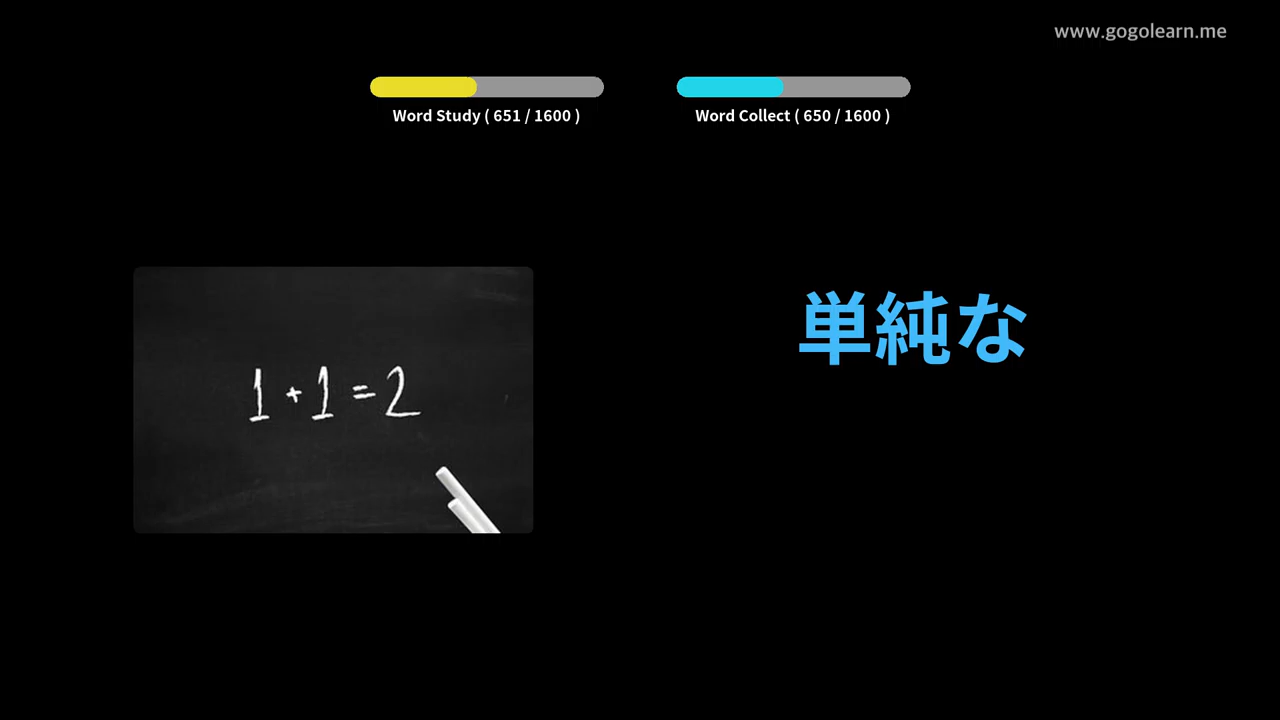 www.gogolearn.me
Word Study ( 651 / 1600 )
Word Collect ( 650 / 1600 )
1 + 1 = 2
単純な